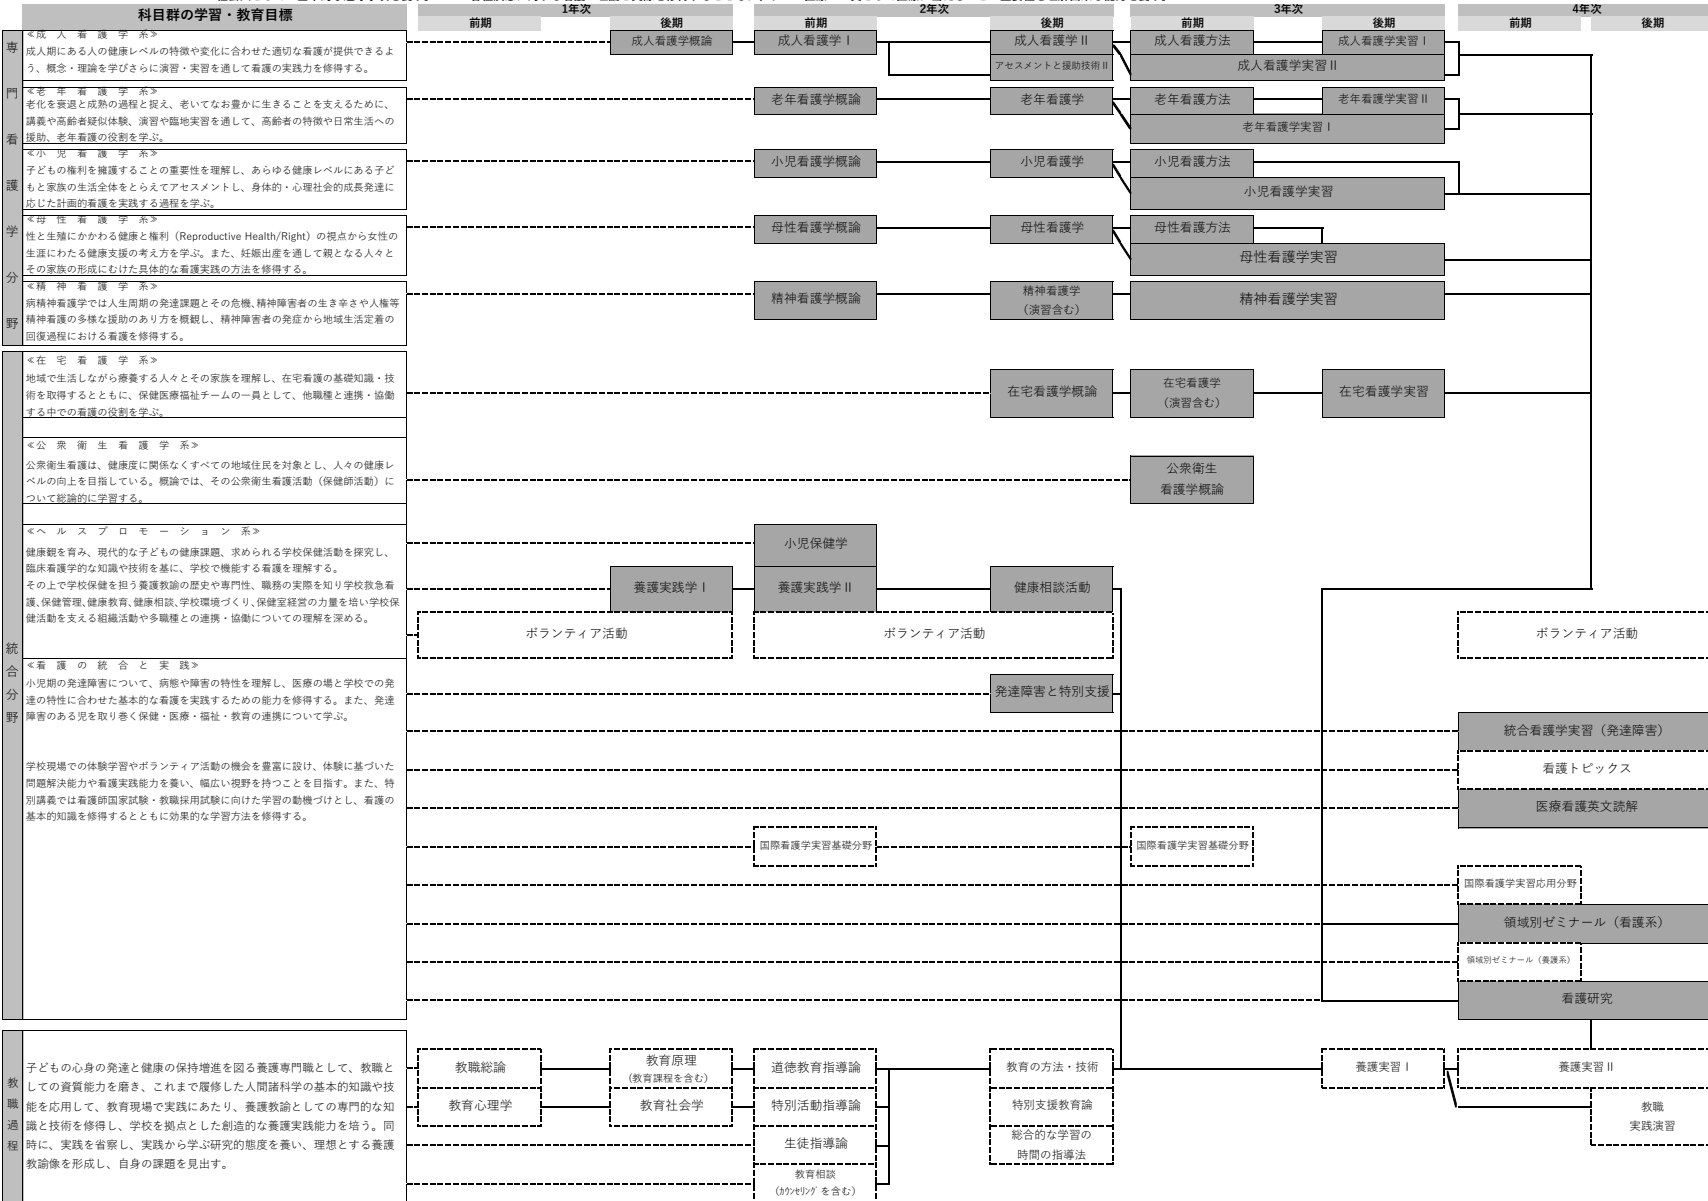 科目群の学習・教育目標
1年次 2年次 3年次 4年次
前期 後期 前期 後期 前期 後期 前期 後期
専門看護学分野
≪成 人 看 護 学 系≫
成人期にある人の健康レベルの特徴や変化に合わせた適切な看護が提供できるよ
う、概念・理論を学びさらに演習・実習を通して看護の実践力を修得する。
成人看護学概論 成人看護学Ⅰ 成人看護学Ⅱ 成人看護方法 成人看護学実習Ⅰ
アセスメントと援助技術Ⅱ 成人看護学実習Ⅱ
≪老 年 看 護 学 系≫
老化を衰退と成熟の過程と捉え、老いてなお豊かに生きることを支えるために、
講義や高齢者疑似体験、演習や臨地実習を通して、高齢者の特徴や日常生活への
援助、老年看護の役割を学ぶ。
老年看護学概論 老年看護学 老年看護方法 老年看護学実習Ⅱ
老年看護学実習Ⅰ
≪小 児 看 護 学 系≫
子どもの権利を擁護することの重要性を理解し、あらゆる健康レベルにある子ど
もと家族の生活全体をとらえてアセスメントし、身体的・心理社会的成長発達に
応じた計画的看護を実践する過程を学ぶ。
小児看護学概論 小児看護学 小児看護方法
小児看護学実習
≪母 性 看 護 学 系≫
性と生殖にかかわる健康と権利（Reproductive Health/Right）の視点から女性の
生涯にわたる健康支援の考え方を学ぶ。また、妊娠出産を通して親となる人々と
その家族の形成にむけた具体的な看護実践の方法を修得する。
母性看護学概論 母性看護学 母性看護方法
母性看護学実習
≪精 神 看 護 学 系≫
病精神看護学では人生周期の発達課題とその危機、精神障害者の生き辛さや人権等
精神看護の多様な援助のあり方を概観し、精神障害者の発症から地域生活定着の
回復過程における看護を修得する。
精神看護学概論 精神看護学 精神看護学実習
（演習含む）
統合分野
≪在 宅 看 護 学 系≫
地域で生活しながら療養する人々とその家族を理解し、在宅看護の基礎知識・技
術を取得するとともに、保健医療福祉チームの一員として、他職種と連携・協働
する中での看護の役割を学ぶ。
在宅看護学概論 在宅看護学 在宅看護学実習
（演習含む）
≪公 衆 衛 生 看 護 学 系≫
公衆衛生看護は、健康度に関係なくすべての地域住民を対象とし、人々の健康レ
ベルの向上を目指している。概論では、その公衆衛生看護活動（保健師活動）に
ついて総論的に学習する。
公衆衛生
看護学概論
≪ヘ ル ス プ ロ モ ー シ ョ ン 系≫
健康観を育み、現代的な子どもの健康課題、求められる学校保健活動を探究し、
臨床看護学的な知識や技術を基に、学校で機能する看護を理解する。
その上で学校保健を担う養護教諭の歴史や専門性、職務の実際を知り学校救急看
護、保健管理、健康教育、健康相談、学校環境づくり、保健室経営の力量を培い学校保
健活動を支える組織活動や多職種との連携・協働についての理解を深める。
小児保健学
養護実践学Ⅰ 養護実践学Ⅱ 健康相談活動
ボランティア活動 ボランティア活動 ボランティア活動
≪看 護 の 統 合 と 実 践≫
小児期の発達障害について、病態や障害の特性を理解し、医療の場と学校での発
達の特性に合わせた基本的な看護を実践するための能力を修得する。また、発達
障害のある児を取り巻く保健・医療・福祉・教育の連携について学ぶ。
発達障害と特別支援
統合看護学実習（発達障害）
学校現場での体験学習やボランティア活動の機会を豊富に設け、体験に基づいた
問題解決能力や看護実践能力を養い、幅広い視野を持つことを目指す。また、特
別講義では看護師国家試験・教職採用試験に向けた学習の動機づけとし、看護の
基本的知識を修得するとともに効果的な学習方法を修得する。
看護トピックス
医療看護英文読解
国際看護学実習基礎分野 国際看護学実習基礎分野
国際看護学実習応用分野
領域別ゼミナール（看護系）
領域別ゼミナール（養護系）
看護研究
教職過程
子どもの心身の発達と健康の保持増進を図る養護専門職として、教職と
しての資質能力を磨き、これまで履修した人間諸科学の基本的知識や技
能を応用して、教育現場で実践にあたり、養護教諭としての専門的な知
識と技術を修得し、学校を拠点とした創造的な養護実践能力を培う。同
時に、実践を省察し、実践から学ぶ研究的態度を養い、理想とする養護
教諭像を形成し、自身の課題を見出す。
教職総論 教育原理 道徳教育指導論 教育の方法・技術 養護実習Ⅰ 養護実習Ⅱ
（教育課程を含む）
教育心理学 教育社会学 特別活動指導論 特別支援教育論 教職
実践演習
生徒指導論 総合的な学習の
時間の指導法
教育相談
（ｶｳﾝｾﾘﾝｸﾞを含む）